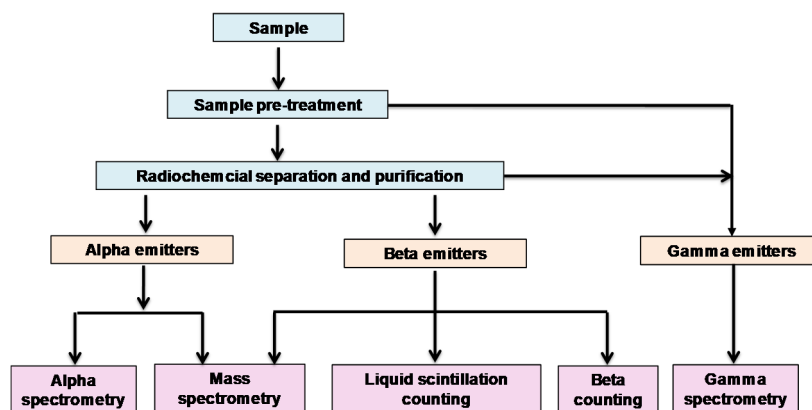 Sample
Sample pre-treatment
Radiochemcial separation and purification
Alpha emitters
Beta emitters
Gamma emitters
Alpha
spectrometry
Mass
spectrometry
Liquid scintillation
counting
Beta
counting
Gamma
spectrometry